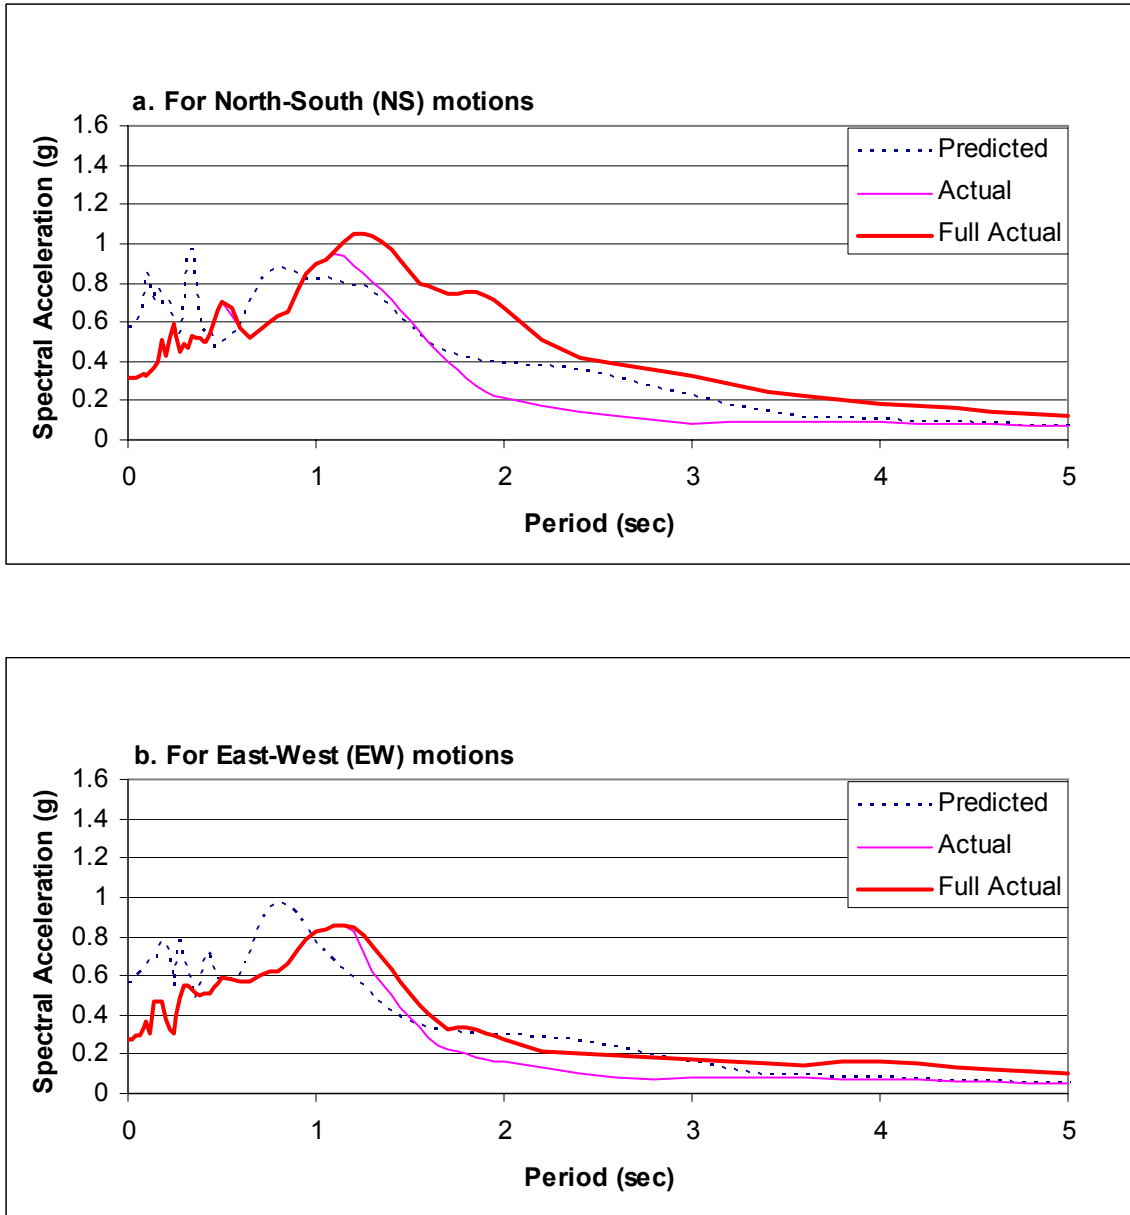 a. For North-South (NS) motions
Spectral Acceleration (g)
1.6
1.4
1.2
1
0.8
0.6
0.4
0.2
0
0 1 2 3 4 5
Period (sec)
Predicted
Actual
Full Actual
b. For East-West (EW) motions
Spectral Acceleration (g)
1.6
1.4
1.2
1
0.8
0.6
0.4
0.2
0
0 1 2 3 4 5
Period (sec)
Predicted
Actual
Full Actual